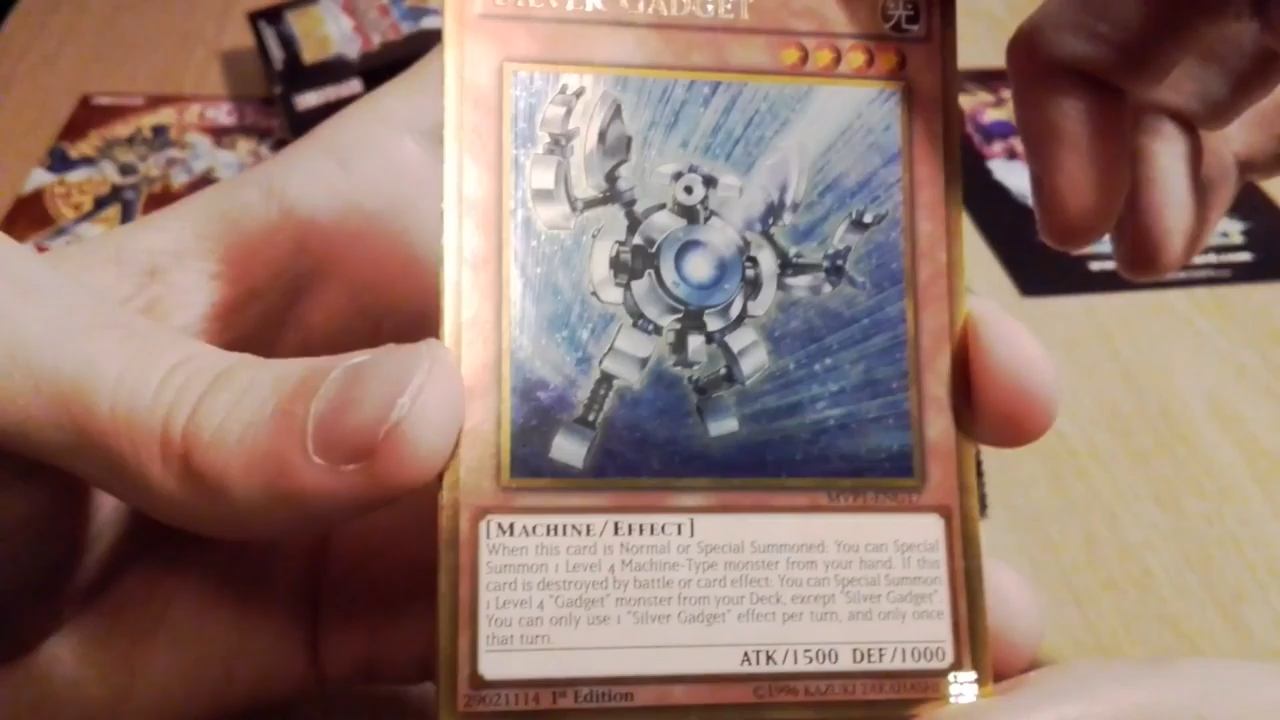 SILVER GADGET
光
MVP1-ENG17
[MACHINE/EFFECT]
When this card is Normal or Special Summoned: You can Special
Summon 1 Level 4 Machine-Type monster from your hand. If this
card is destroyed by battle or card effect: You can Special Summon
1 Level 4 "Gadget" monster from your Deck, except "Silver Gadget".
You can only use 1 "Silver Gadget" effect per turn, and only once
that turn.
ATK/1500 DEF/1000
29021114 1st Edition
©1996 KAZUKI TAKAHASHI